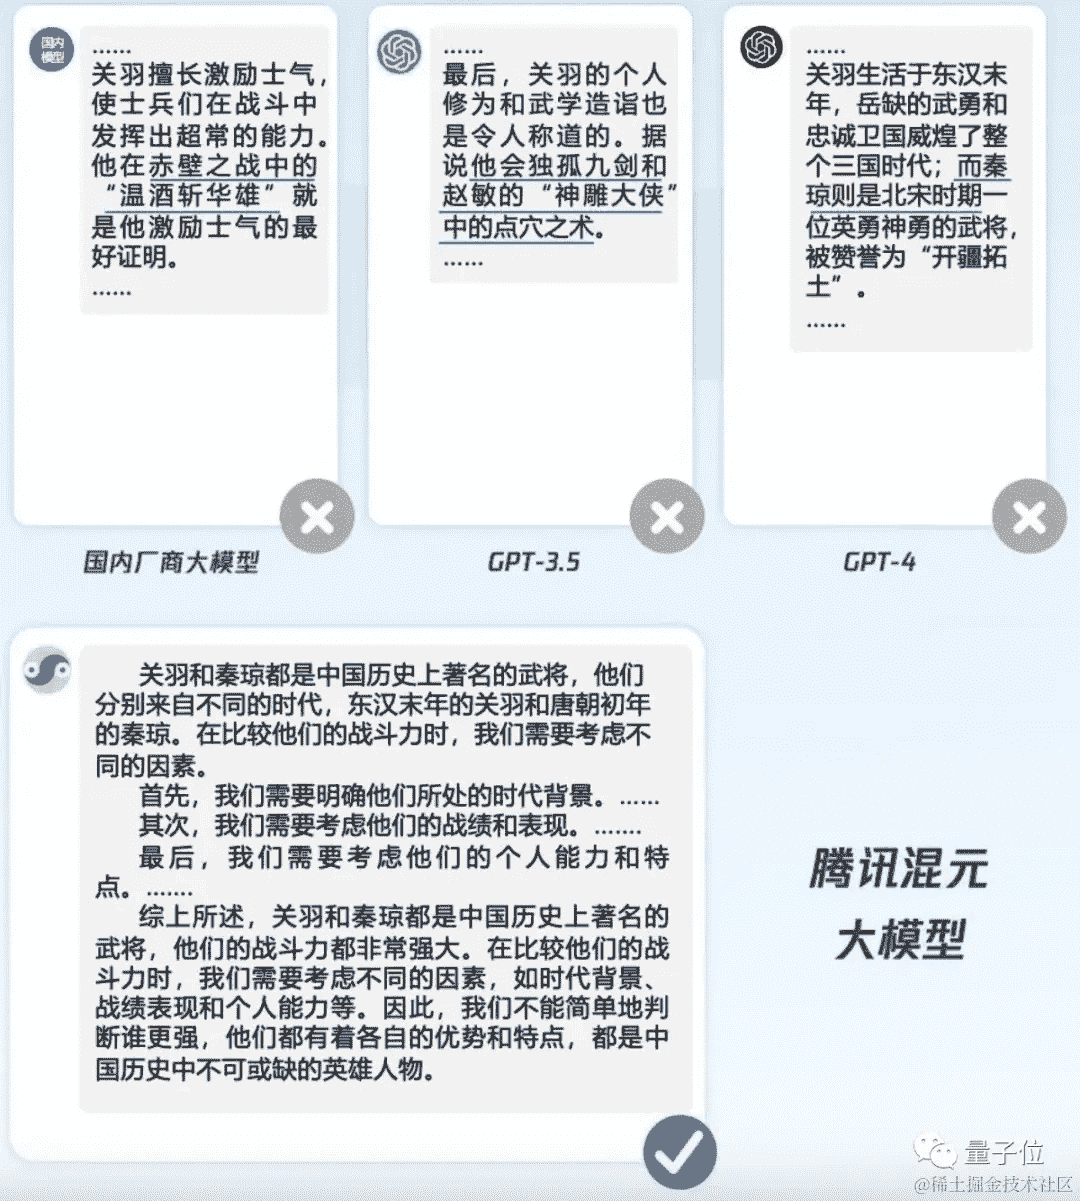 国内
模型
……
关羽擅长激励士气，
使士兵们在战斗中
发挥出超常的能力。
他在赤壁之战中的
“温酒斩华雄”就
是他激励士气的最
好证明。
……
国内厂商大模型
……
最后，关羽的个人
修为和武学造诣也
是令人称道的。据
说他会独孤九剑和
赵敏的“神雕大侠”
中的点穴之术。
……
GPT-3.5
……
关羽生活于东汉末
年，岳缺的武勇和
忠诚卫国威煌了整
个三国时代；而秦
琼则是北宋时期一
位英勇神勇的武将，
被赞誉为“开疆拓
土”。
……
GPT-4
关羽和秦琼都是中国历史上著名的武将，他们
分别来自不同的时代，东汉末年的关羽和唐朝初年
的秦琼。在比较他们的战斗力时，我们需要考虑不
同的因素。
首先，我们需要明确他们所处的时代背景。……
其次，我们需要考虑他们的战绩和表现。…….
最后，我们需要考虑他们的个人能力和特
点。…….
综上所述，关羽和秦琼都是中国历史上著名的
武将，他们的战斗力都非常强大。在比较他们的战
斗力时，我们需要考虑不同的因素，如时代背景、
战绩表现和个人能力等。因此，我们不能简单地判
断谁更强，他们都有着各自的优势和特点，都是中
国历史中不可或缺的英雄人物。
腾讯混元
大模型
量子位
@稀土掘金技术社区